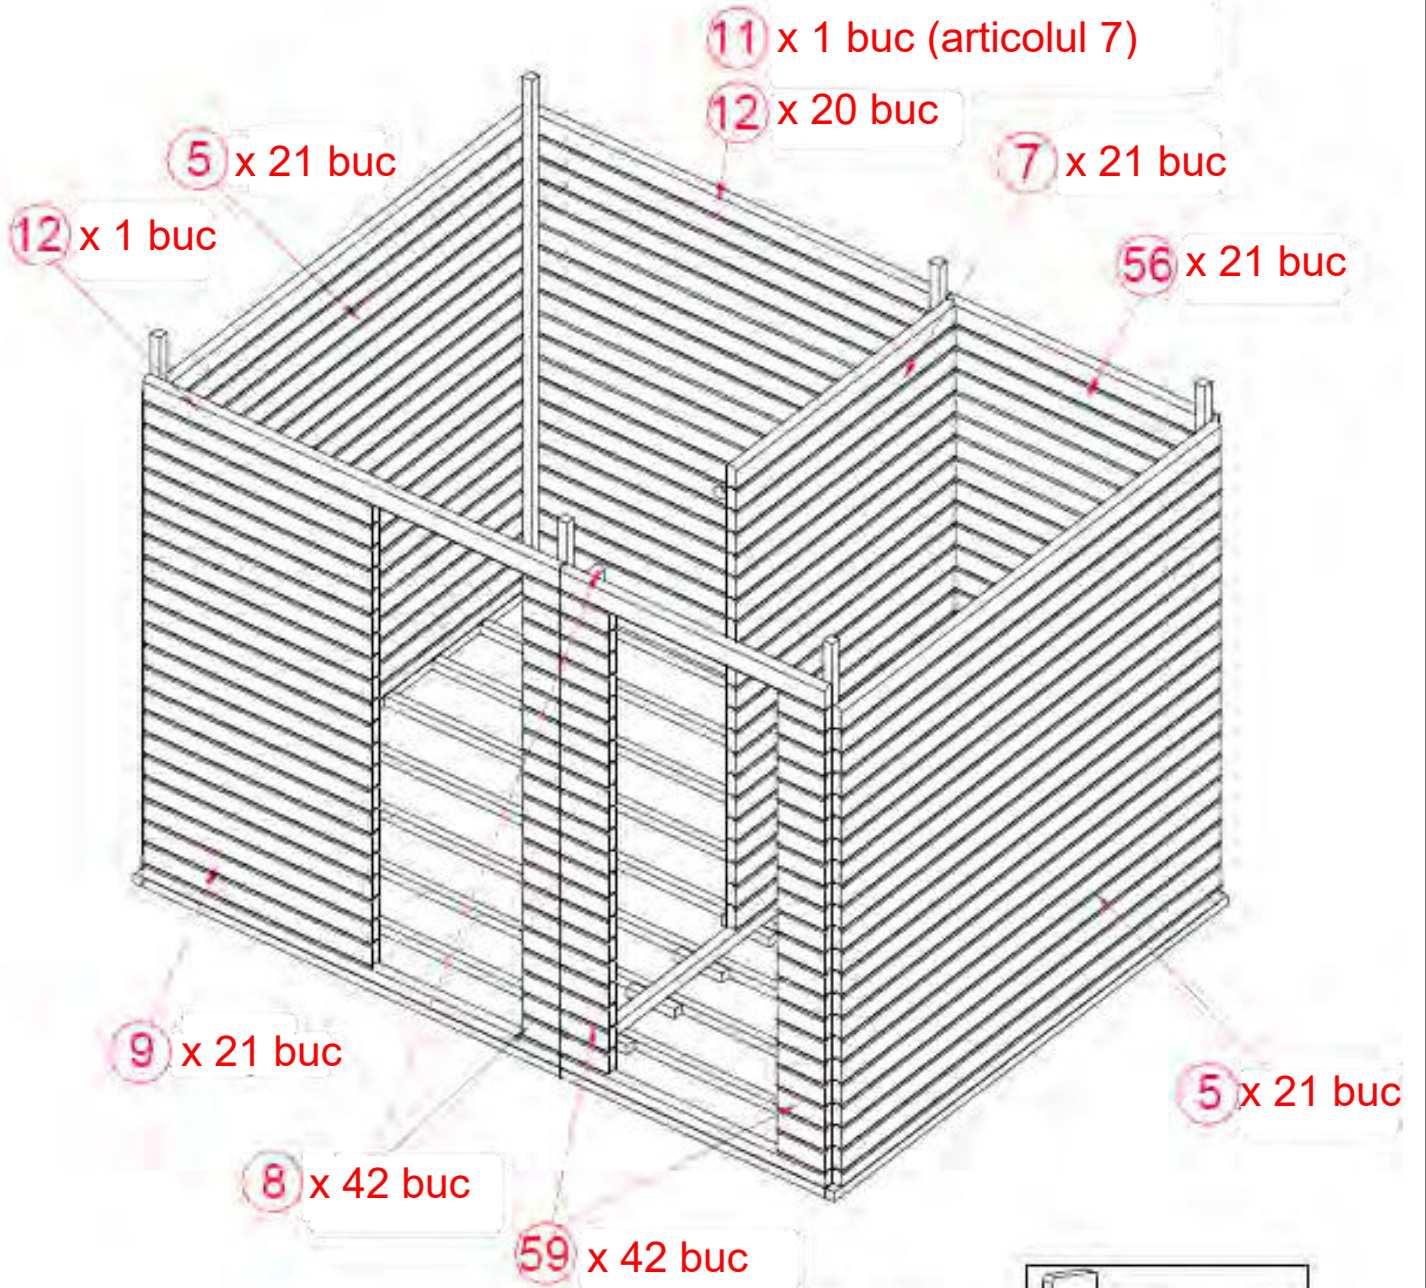 11 x 1 buc (articolul 7)
12 x 20 buc
5 x 21 buc
7 x 21 buc
12 x 1 buc
56 x 21 buc
9 x 21 buc
5 x 21 buc
8 x 42 buc
59 x 42 buc